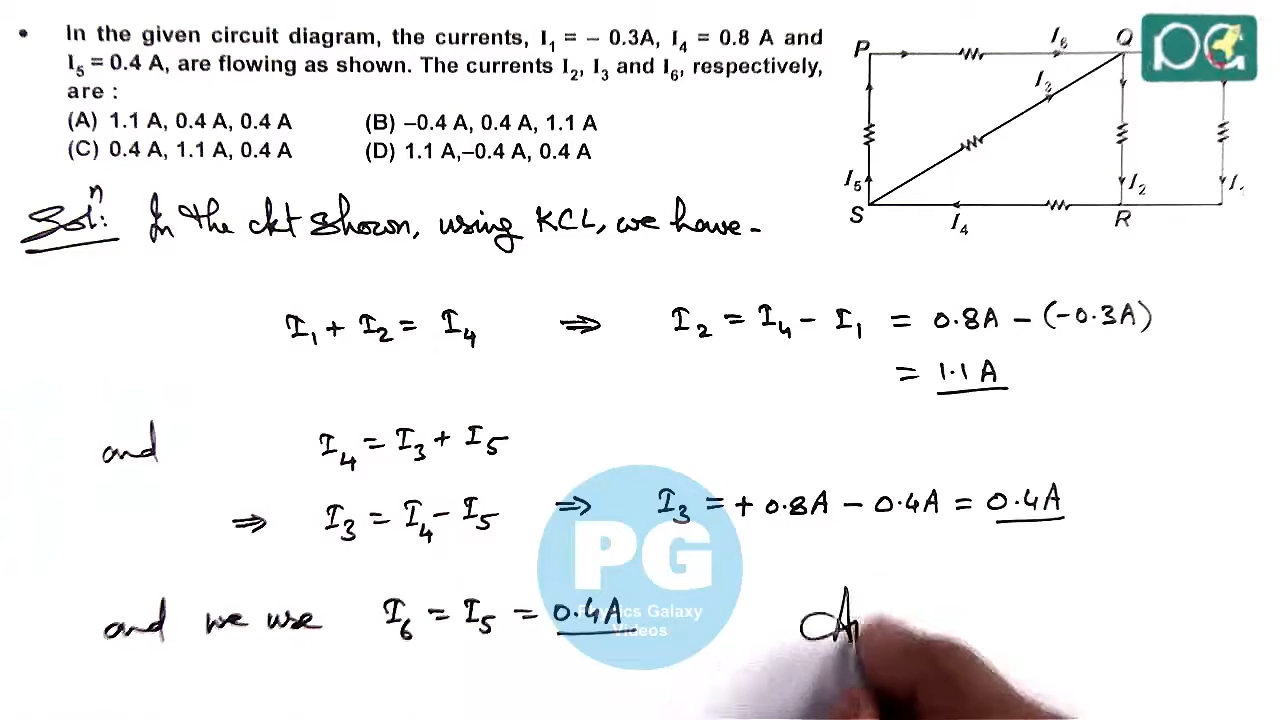 • In the given circuit diagram, the currents, I₁ = – 0.3A, I₄ = 0.8 A and
I₅ = 0.4 A, are flowing as shown. The currents I₂, I₃ and I₆, respectively,
are :
(A) 1.1 A, 0.4 A, 0.4 A (B) –0.4 A, 0.4 A, 1.1 A
(C) 0.4 A, 1.1 A, 0.4 A (D) 1.1 A,–0.4 A, 0.4 A
P I₆ Q PG
I₃
I₅ I₂ I
S I₄ R
Solⁿ: In the ckt shown, using KCL, we have -
I₁ + I₂ = I₄ ⇒ I₂ = I₄ - I₁ = 0.8A - (-0.3A)
= 1.1 A
and I₄ = I₃ + I₅
⇒ I₃ = I₄ - I₅ ⇒ I₃ = + 0.8A - 0.4A = 0.4A
PG
Physics Galaxy
Videos
and we use I₆ = I₅ = 0.4A An